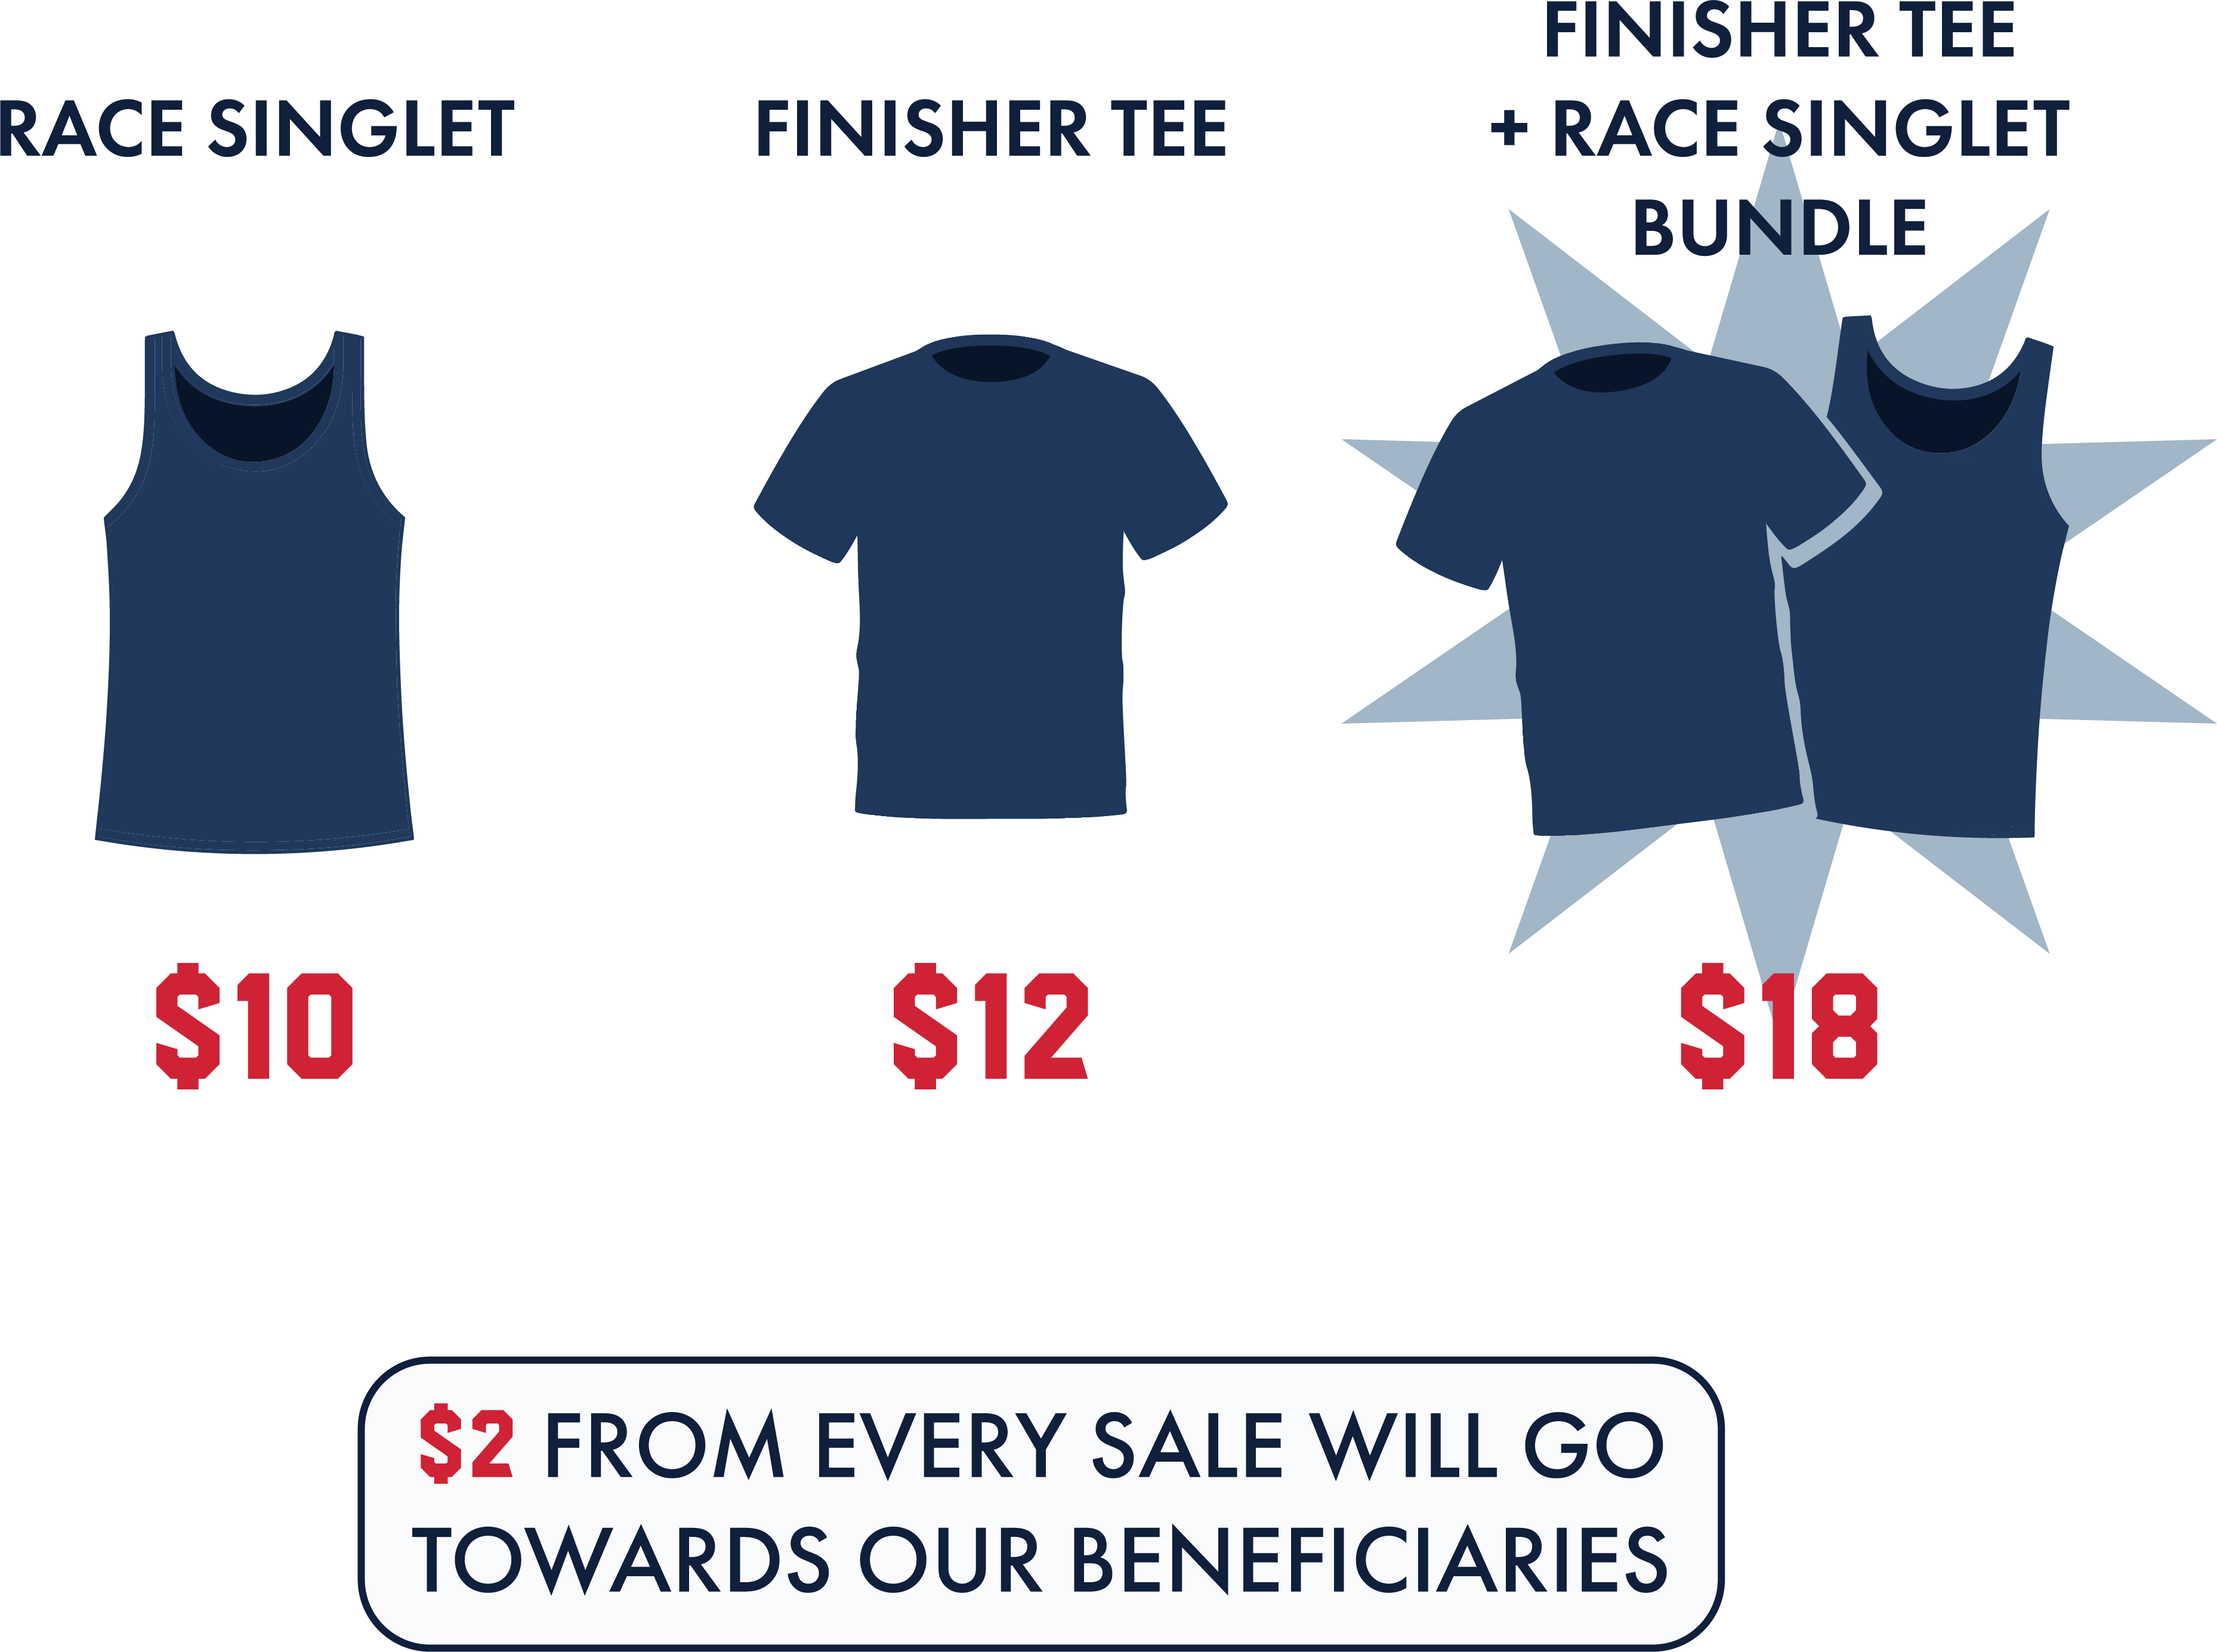 RACE SINGLET
$10
FINISHER TEE
$12
FINISHER TEE
+ RACE SINGLET
BUNDLE
$18
$2 FROM EVERY SALE WILL GO
TOWARDS OUR BENEFICIARIES